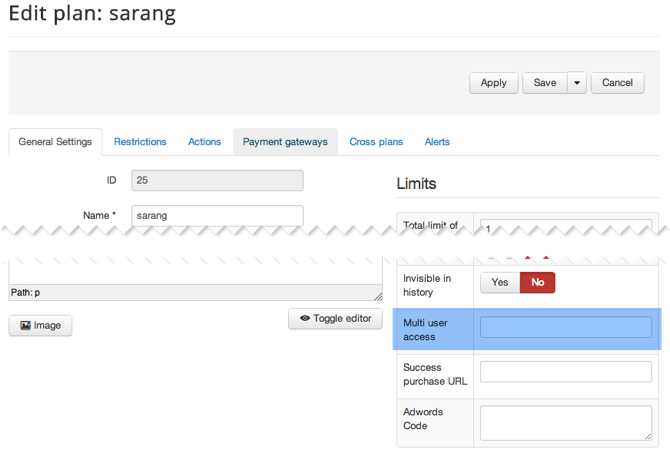 Edit plan: sarang
Apply
Save
Cancel
General Settings
Restrictions
Actions
Payment gateways
Cross plans
Alerts
ID
25
Name *
sarang
Path: p
Image
Toggle editor
Limits
Total limit of
1
Invisible in
history
Yes
No
Multi user
access
Success
purchase URL
Adwords
Code